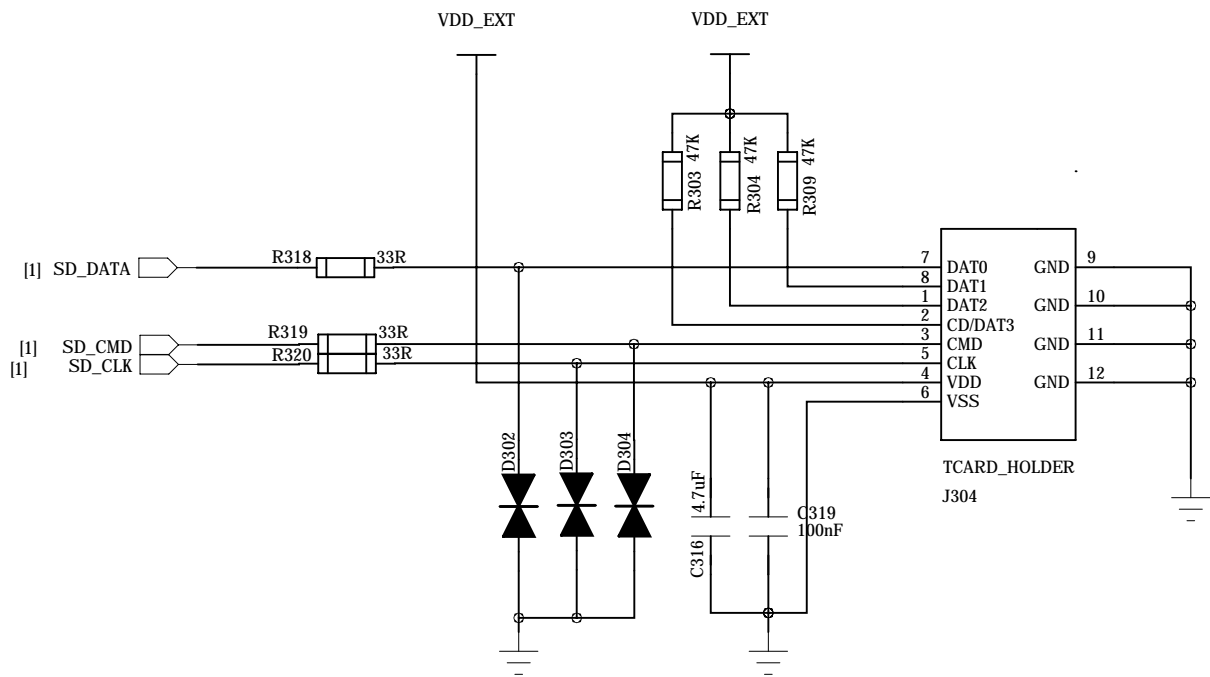 VDD_EXT
VDD_EXT
R303 47K
R304 47K
R309 47K
[1] SD_DATA
R318 33R
[1] SD_CMD
R319 33R
[1] SD_CLK
R320 33R
7 DAT0 GND 9
8 DAT1
1 DAT2 GND 10
2 CD/DAT3
3 CMD GND 11
5 CLK
4 VDD GND 12
6 VSS
TCARD_HOLDER
J304
D302
D303
D304
C316 4.7uF
C319
100nF